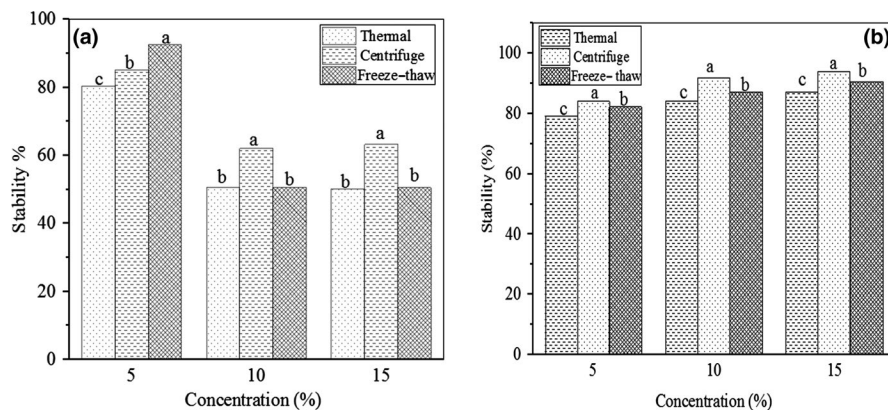 (a)
Thermal
Centrifuge
Freeze-thaw
Stability %
100
80
60
40
20
0
c b a
b a b
b a b
5 10 15
Concentration (%)
(b)
Thermal
Centrifuge
Freeze- thaw
Stability (%)
100
80
60
40
20
0
c a b
c a b
c a b
5 10 15
Concentration (%)